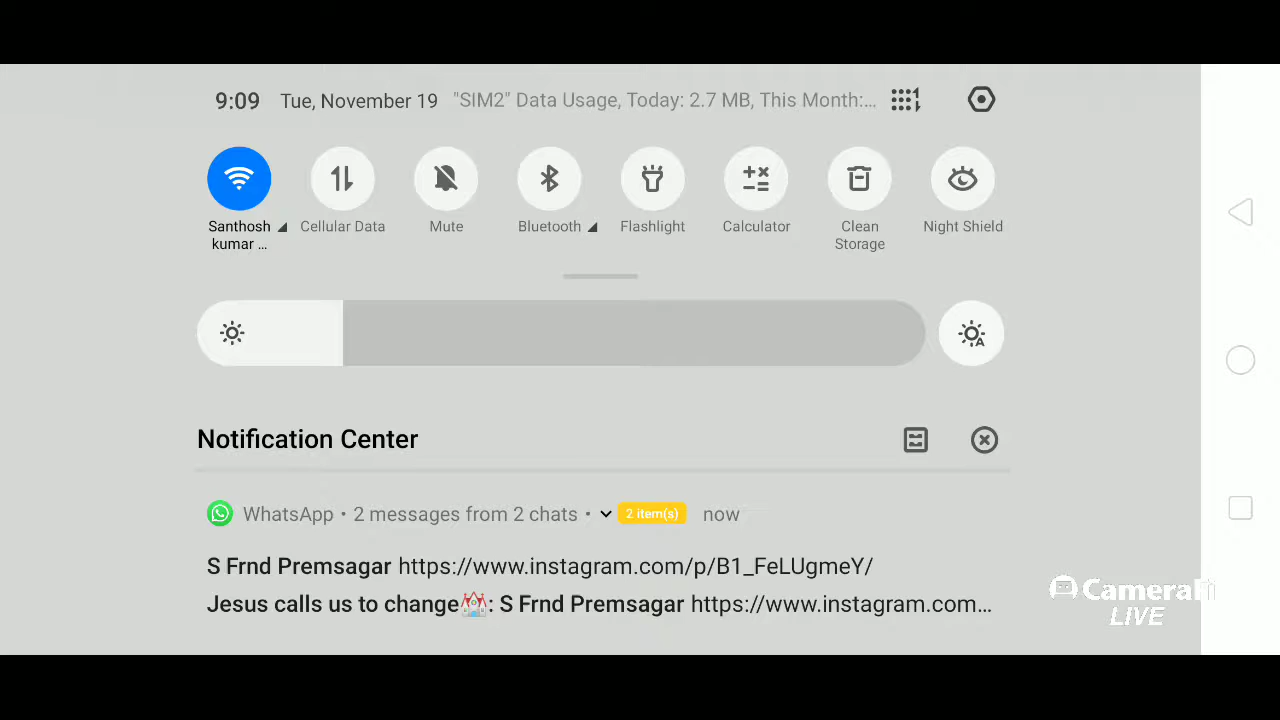 9:09 Tue, November 19 "SIM2" Data Usage, Today: 2.7 MB, This Month:...
Santhosh kumar ...
Cellular Data
Mute
Bluetooth
Flashlight
Calculator
Clean Storage
Night Shield
Notification Center
WhatsApp • 2 messages from 2 chats • 2 item(s) now
S Frnd Premsagar https://www.instagram.com/p/B1_FeLUgmeY/
Jesus calls us to change🏰: S Frnd Premsagar https://www.instagram.com...
CameraFi
LIVE